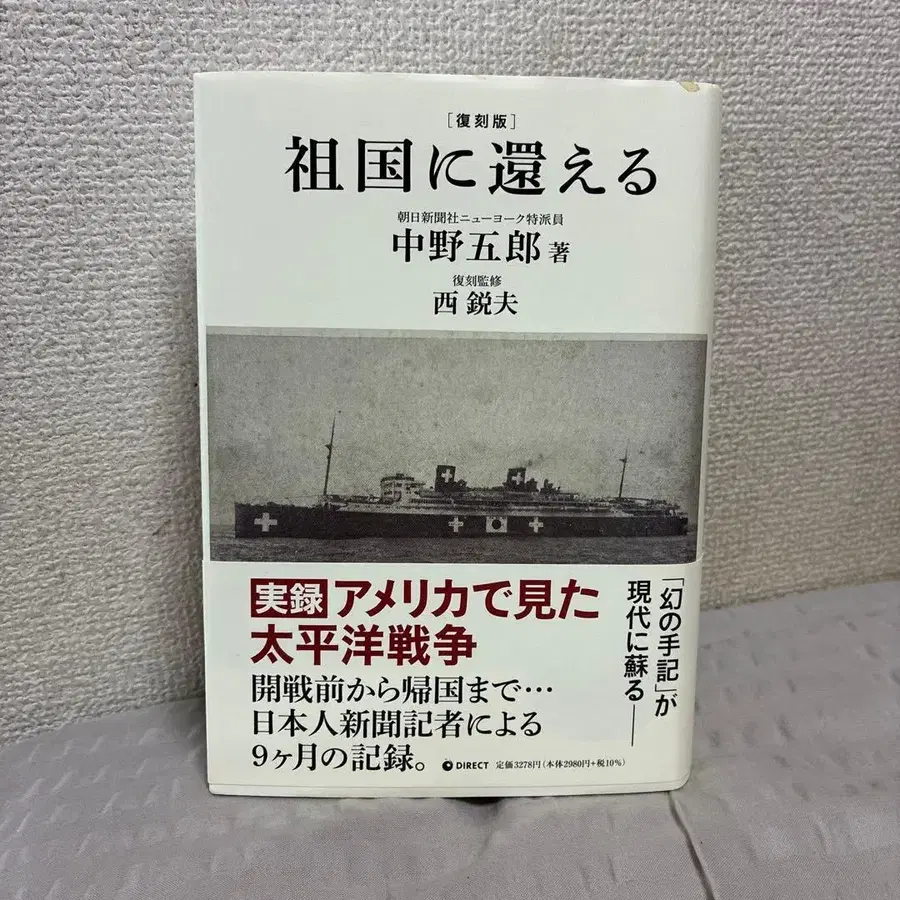 ［復刻版］
祖国に還える
朝日新聞社ニューヨーク特派員
中野五郎 著
復刻監修
西 鋭夫
「幻の手記」が
現代に蘇る——
実録 アメリカで見た
太平洋戦争
開戦前から帰国まで…
日本人新聞記者による
9ヶ月の記録。
DIRECT 定価3278円（本体2980円+税10%）